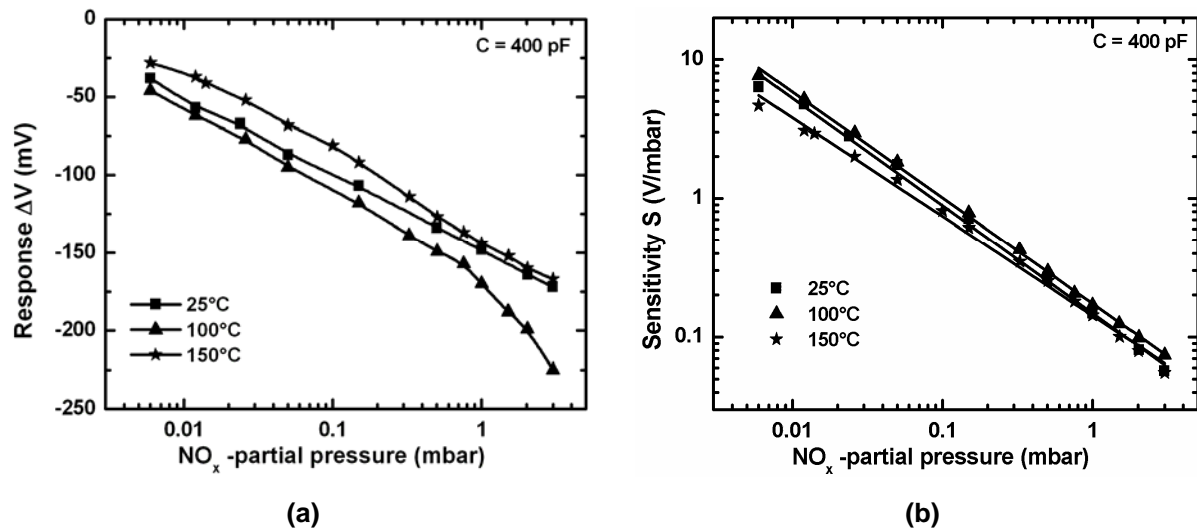 0
-50
-100
-150
-200
-250
Response ΔV (mV)
C = 400 pF
25°C
100°C
150°C
0.01 0.1 1
NOx -partial pressure (mbar)
(a)
10
1
0.1
Sensitivity S (V/mbar)
C = 400 pF
25°C
100°C
150°C
0.01 0.1 1
NOx -partial pressure (mbar)
(b)